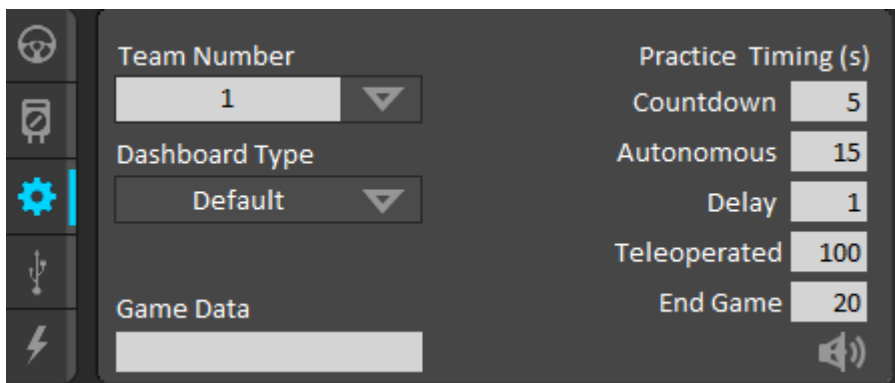 Team Number
1
Dashboard Type
Default
Game Data
Practice Timing (s)
Countdown 5
Autonomous 15
Delay 1
Teleoperated 100
End Game 20